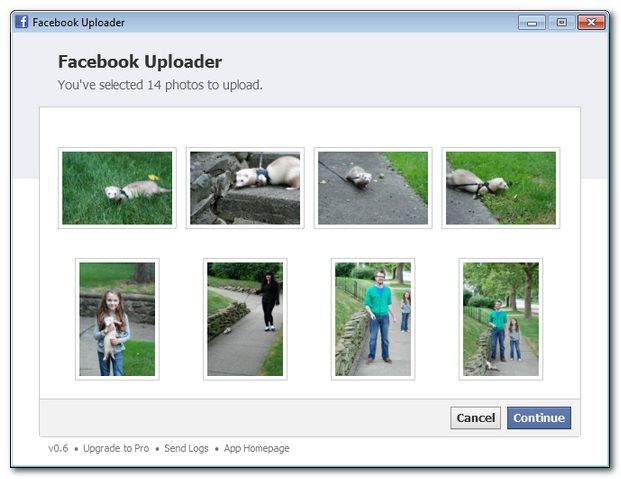 Facebook Uploader
Facebook Uploader
You've selected 14 photos to upload.
Cancel Continue
v0.6 • Upgrade to Pro • Send Logs • App Homepage